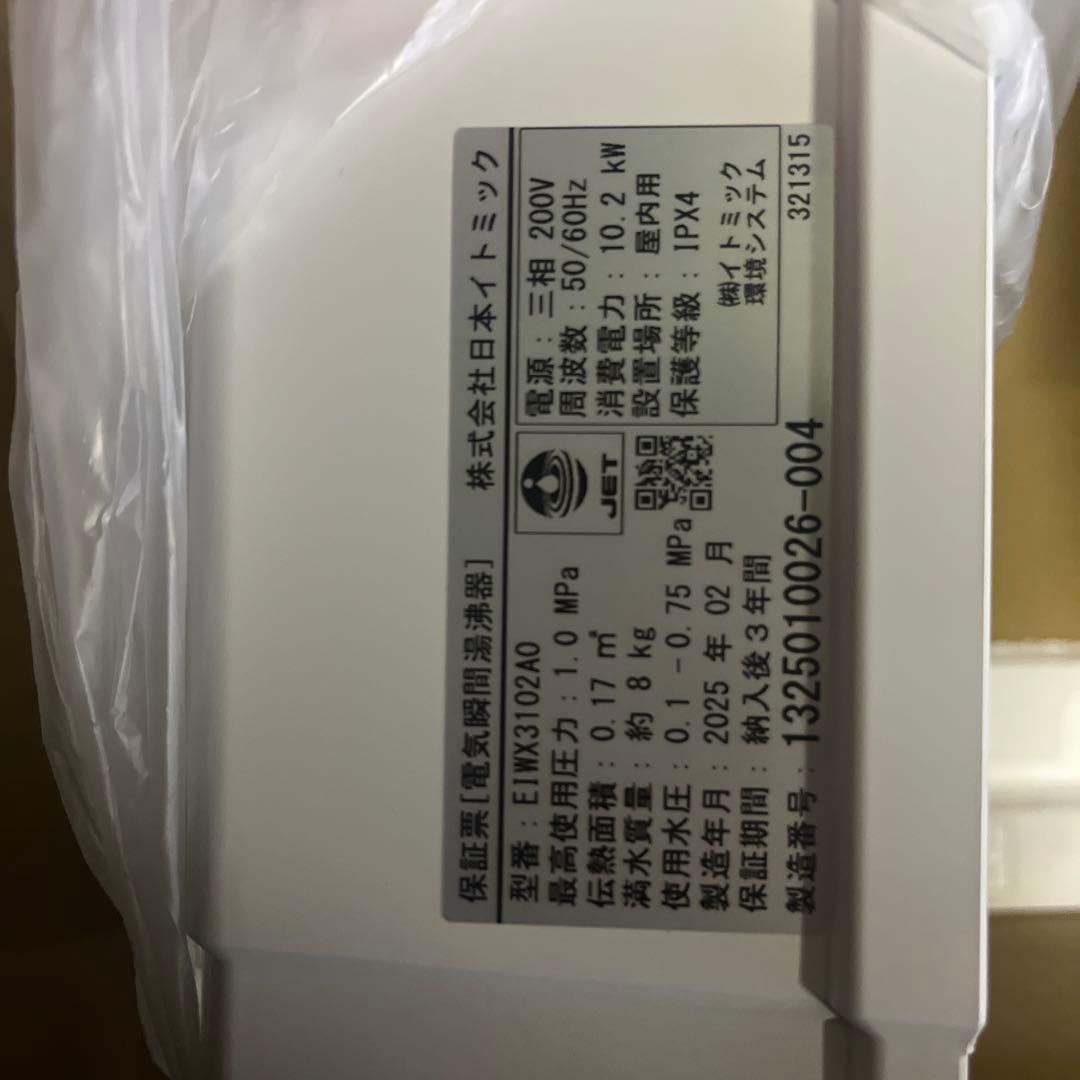 保証票[電気瞬間湯沸器] 株式会社日本イトミック
型番：EIWX3102A0
最高使用圧力：1.0 MPa
伝熱面積：0.17 ㎡
満水質量：約 8 kg
使用水圧：0.1-0.75 MPa
製造年月：2025 年 02 月
保証期間：納入後３年間
製造番号：1325010026-004
JET
電源：三相 200V
周波数：50/60Hz
消費電力：10.2 kW
設置場所：屋内用
保護等級：IPX4
㈱イトミック
環境システム
321315